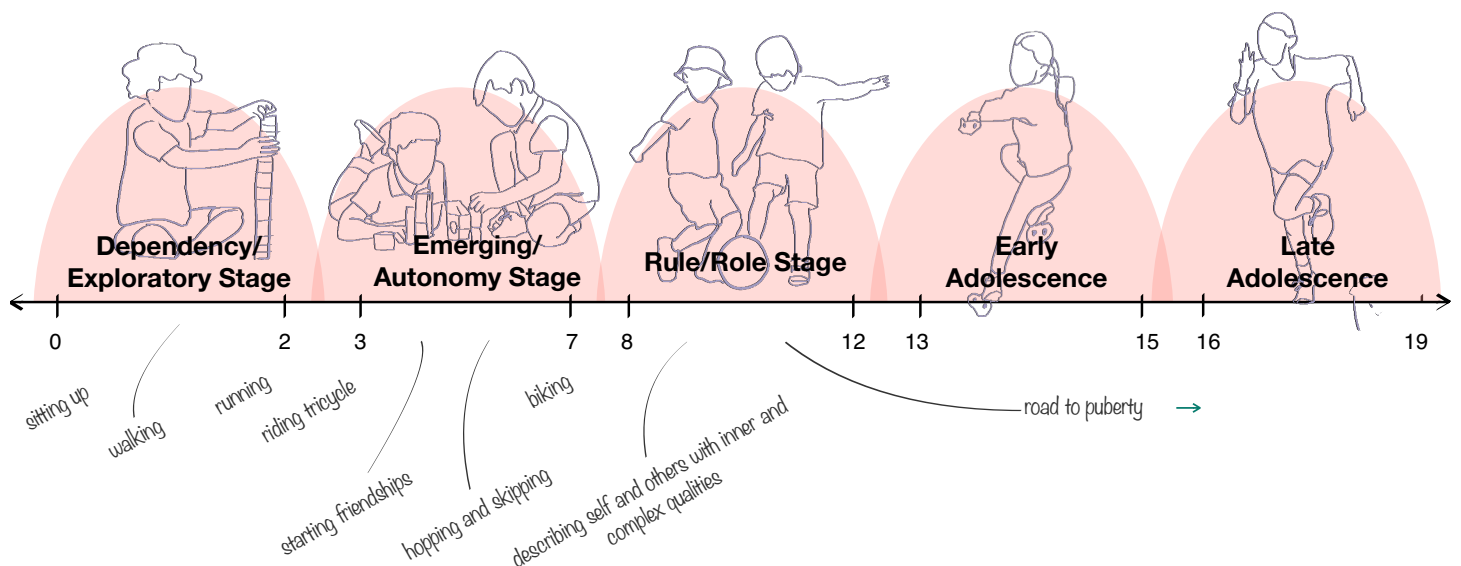 Dependency/
Exploratory Stage
Emerging/
Autonomy Stage
Rule/Role Stage
Early
Adolescence
Late
Adolescence
0
2
3
7
8
12
13
15
16
19
sitting up
walking
running
riding tricycle
starting friendships
hopping and skipping
biking
describing self and others with inner and
complex qualities
road to puberty